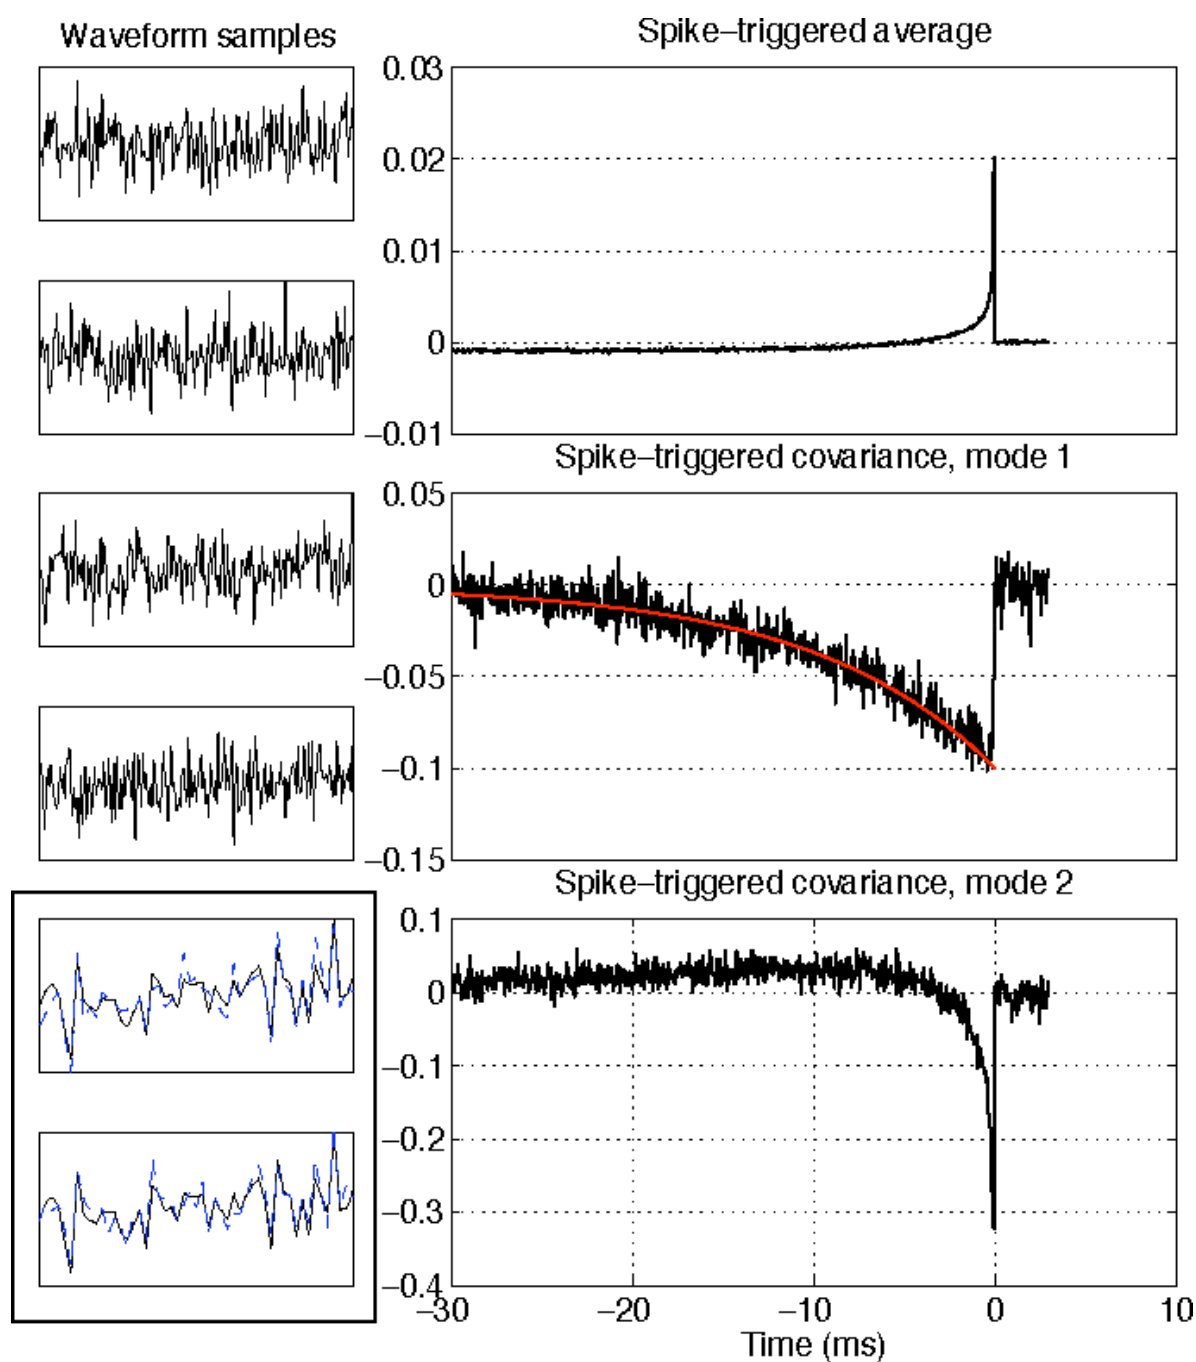 Waveform samples
Spike–triggered average
0.03
0.02
0.01
0
–0.01
Spike–triggered covariance, mode 1
0.05
0
–0.05
–0.1
–0.15
Spike–triggered covariance, mode 2
0.1
0
–0.1
–0.2
–0.3
–0.4
–30 –20 –10 0 10
Time (ms)